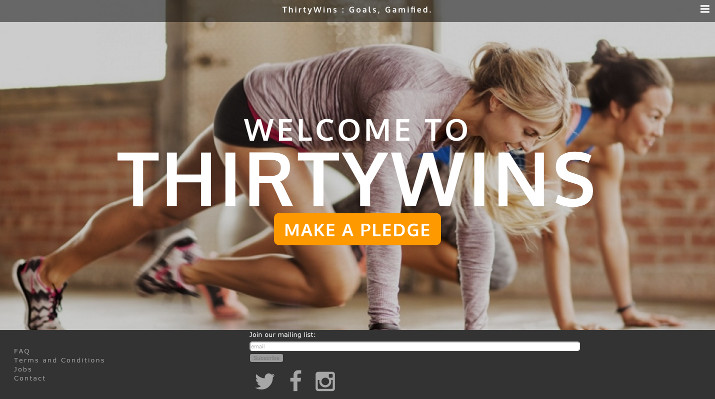 ThirtyWins : Goals, Gamified.
WELCOME TO
THIRTYWINS
MAKE A PLEDGE
Join our mailing list:
email
Subscribe
FAQ
Terms and Conditions
Jobs
Contact